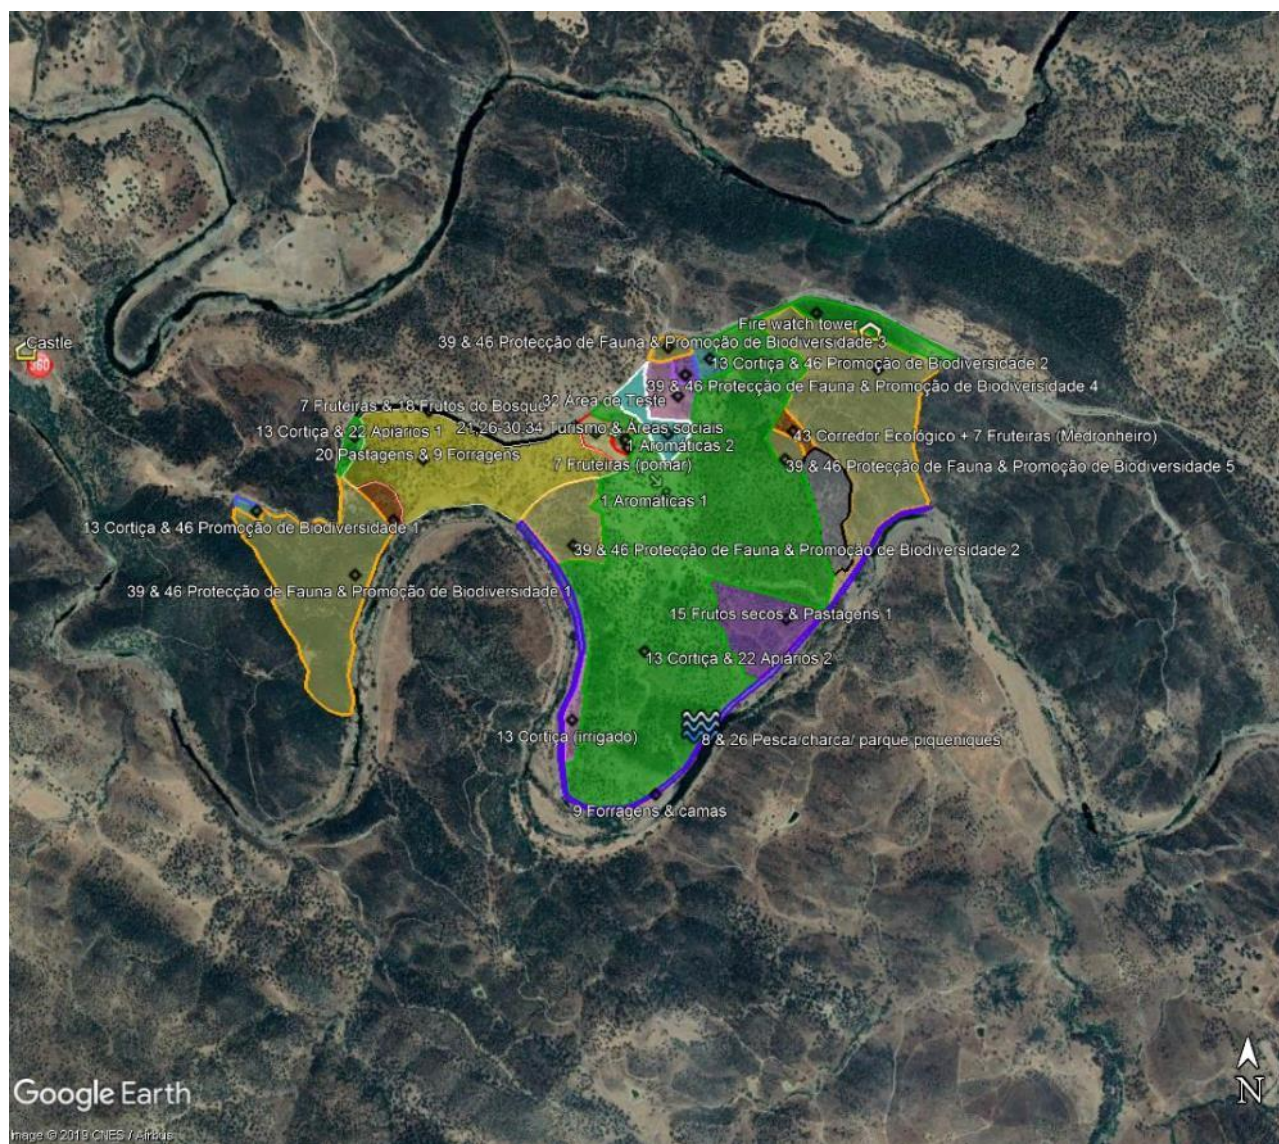 Fire watch tower
39 & 46 Protecção de Fauna & Promoção de Biodiversidade 3
Castle
360
13 Cortiça & 46 Promoção de Biodiversidade 2
39 & 46 Protecção de Fauna & Promoção de Biodiversidade 4
32 Área de Teste
7 Fruteiras & 18 Frutos do Bosque
21,26-30,34 Turismo & Áreas sociais
13 Cortiça & 22 Apiários 1
43 Corredor Ecológico + 7 Fruteiras (Medronheiro)
1 Aromáticas 2
20 Pastagens & 9 Forragens
7 Fruteiras (pomar)
39 & 46 Protecção de Fauna & Promoção de Biodiversidade 5
1 Aromáticas 1
13 Cortiça & 46 Promoção de Biodiversidade 1
39 & 46 Protecção de Fauna & Promoção de Biodiversidade 2
39 & 46 Protecção de Fauna & Promoção de Biodiversidade 1
15 Frutos secos & Pastagens 1
13 Cortiça & 22 Apiários 2
13 Cortiça (irrigado)
8 & 26 Pesca/charca/ parque piqueniques
9 Forragens & camas
Google Earth
N
Image © 2019 CNES / Airbus